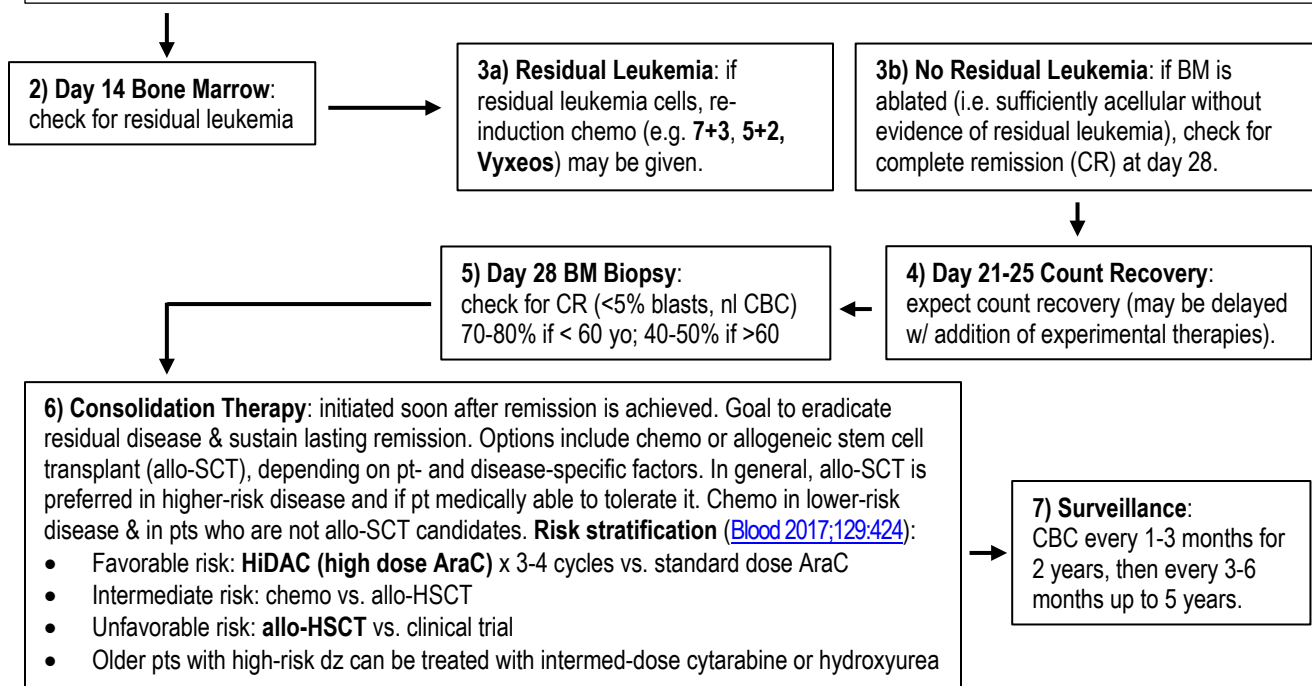 2) Day 14 Bone Marrow:
check for residual leukemia
3a) Residual Leukemia: if
residual leukemia cells, re-
induction chemo (e.g. 7+3, 5+2,
Vyxeos) may be given.
3b) No Residual Leukemia: if BM is
ablated (i.e. sufficiently acellular without
evidence of residual leukemia), check for
complete remission (CR) at day 28.
4) Day 21-25 Count Recovery:
expect count recovery (may be delayed
w/ addition of experimental therapies).
5) Day 28 BM Biopsy:
check for CR (<5% blasts, nl CBC)
70-80% if < 60 yo; 40-50% if >60
6) Consolidation Therapy: initiated soon after remission is achieved. Goal to eradicate
residual disease & sustain lasting remission. Options include chemo or allogeneic stem cell
transplant (allo-SCT), depending on pt- and disease-specific factors. In general, allo-SCT is
preferred in higher-risk disease and if pt medically able to tolerate it. Chemo in lower-risk
disease & in pts who are not allo-SCT candidates. Risk stratification (Blood 2017;129:424):
• Favorable risk: HiDAC (high dose AraC) x 3-4 cycles vs. standard dose AraC
• Intermediate risk: chemo vs. allo-HSCT
• Unfavorable risk: allo-HSCT vs. clinical trial
• Older pts with high-risk dz can be treated with intermed-dose cytarabine or hydroxyurea
7) Surveillance:
CBC every 1-3 months for
2 years, then every 3-6
months up to 5 years.